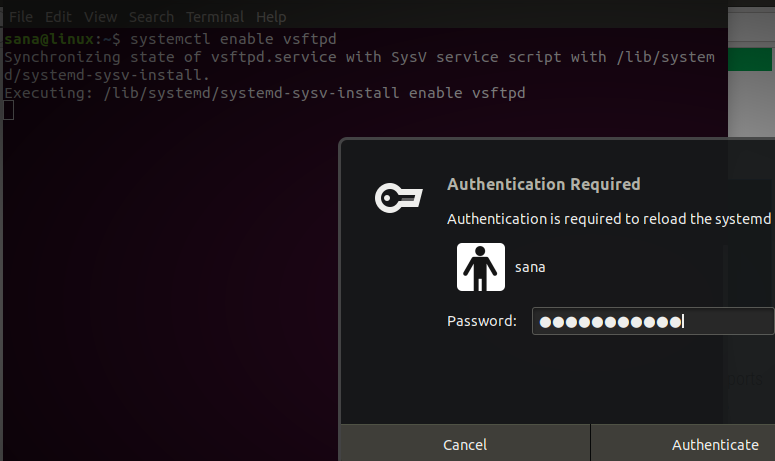 File Edit View Search Terminal Help
sana@linux:~$ systemctl enable vsftpd
Synchronizing state of vsftpd.service with SysV service script with /lib/system
d/systemd-sysv-install.
Executing: /lib/systemd/systemd-sysv-install enable vsftpd
Authentication Required
Authentication is required to reload the systemd
sana
Password: ●●●●●●●●●●●
Cancel Authenticate